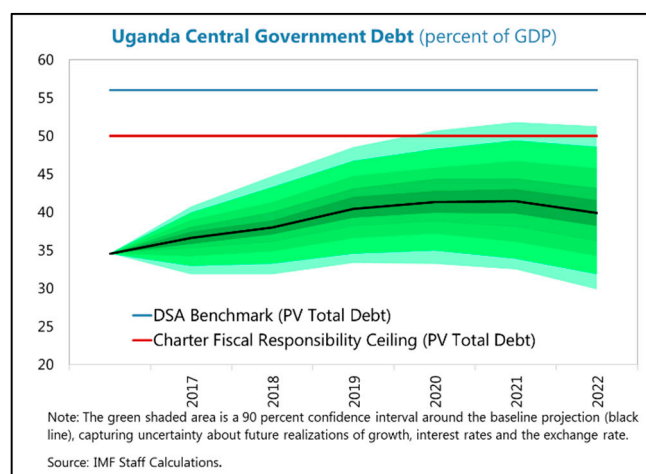 Uganda Central Government Debt (percent of GDP)
60
55
50
45
40
35
30
25
20
DSA Benchmark (PV Total Debt)
Charter Fiscal Responsibility Ceiling (PV Total Debt)
2017
2018
2019
2020
2021
2022
Note: The green shaded area is a 90 percent confidence interval around the baseline projection (black
line), capturing uncertainty about future realizations of growth, interest rates and the exchange rate.
Source: IMF Staff Calculations.